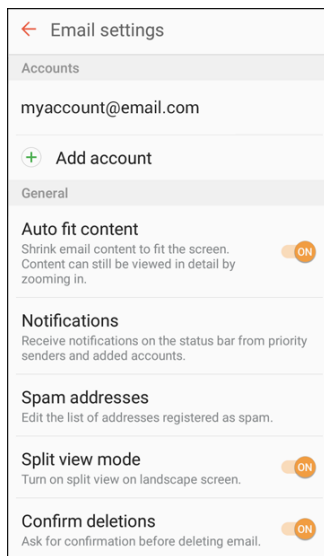 Email settings
Accounts
myaccount@email.com
Add account
General
Auto fit content
Shrink email content to fit the screen.
Content can still be viewed in detail by
zooming in.
ON
Notifications
Receive notifications on the status bar from priority
senders and added accounts.
Spam addresses
Edit the list of addresses registered as spam.
Split view mode
Turn on split view on landscape screen.
ON
Confirm deletions
Ask for confirmation before deleting email.
ON